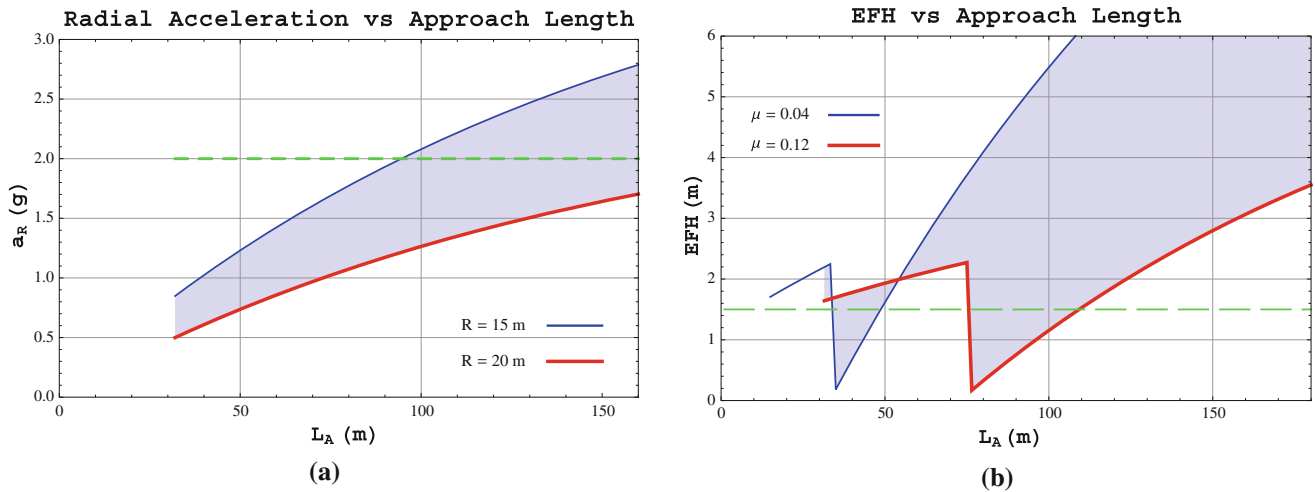 Radial Acceleration vs Approach Length
3.0
2.5
2.0
1.5
1.0
0.5
0.0
0
50
100
150
a_R (g)
L_A (m)
R = 15 m
R = 20 m
(a)
EFH vs Approach Length
6
5
4
3
2
1
0
0
50
100
150
EFH (m)
L_A (m)
μ = 0.04
μ = 0.12
(b)